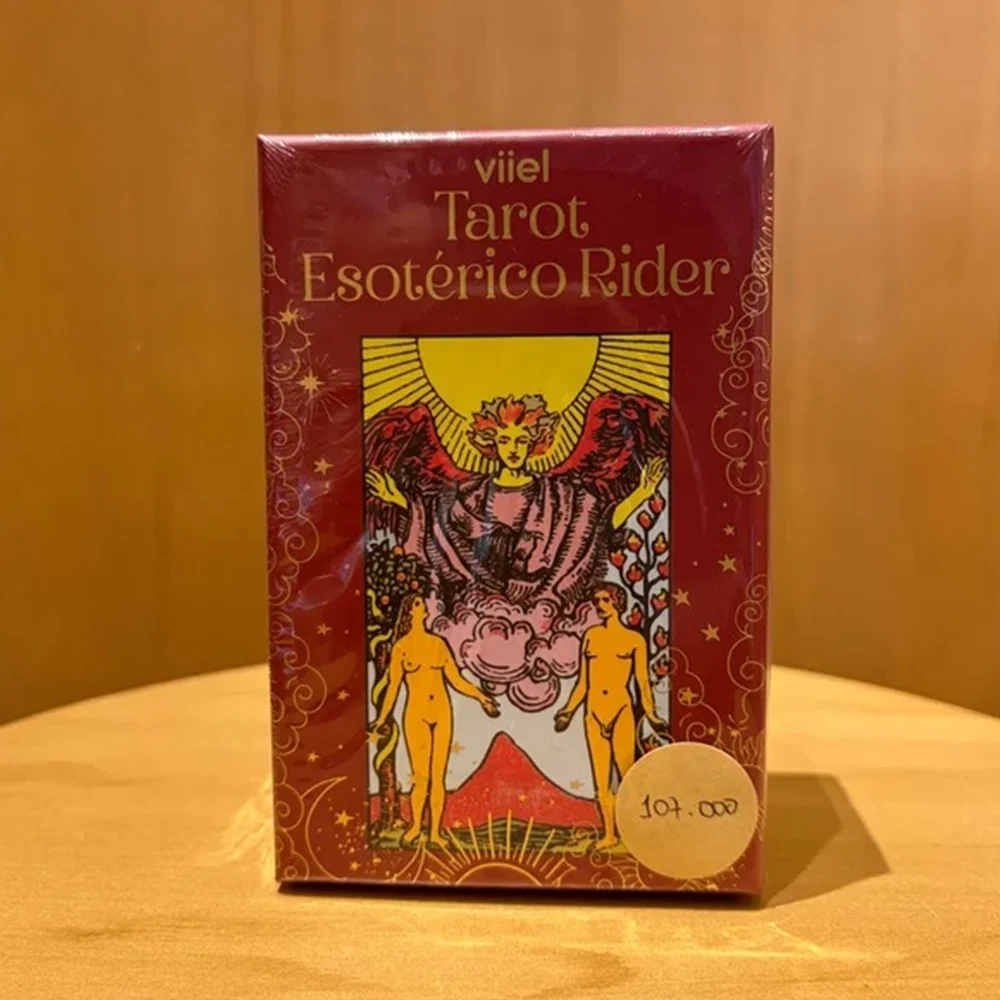 viiel
Tarot
Esotérico Rider
107.000